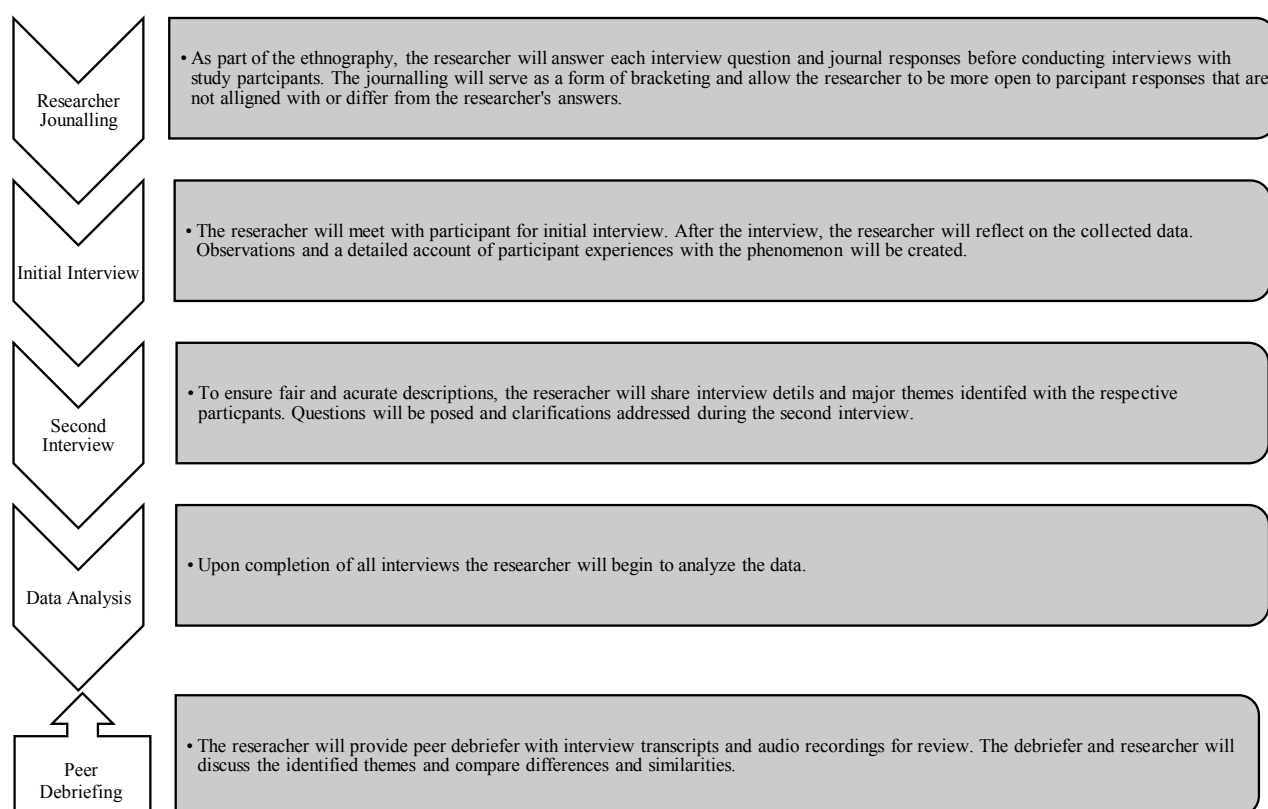 Researcher
Jounalling
• As part of the ethnography, the researcher will answer each interview question and journal responses before conducting interviews with
study partcipants. The journalling will serve as a form of bracketing and allow the researcher to be more open to parcipant responses that are
not alligned with or differ from the researcher's answers.
Initial Interview
• The reseracher will meet with participant for initial interview. After the interview, the researcher will reflect on the collected data.
Observations and a detailed account of participant experiences with the phenomenon will be created.
Second
Interview
• To ensure fair and acurate descriptions, the reseracher will share interview detils and major themes identifed with the respective
particpants. Questions will be posed and clarifications addressed during the second interview.
Data Analysis
• Upon completion of all interviews the researcher will begin to analyze the data.
Peer
Debriefing
• The reseracher will provide peer debriefer with interview transcripts and audio recordings for review. The debriefer and researcher will
discuss the identified themes and compare differences and similarities.